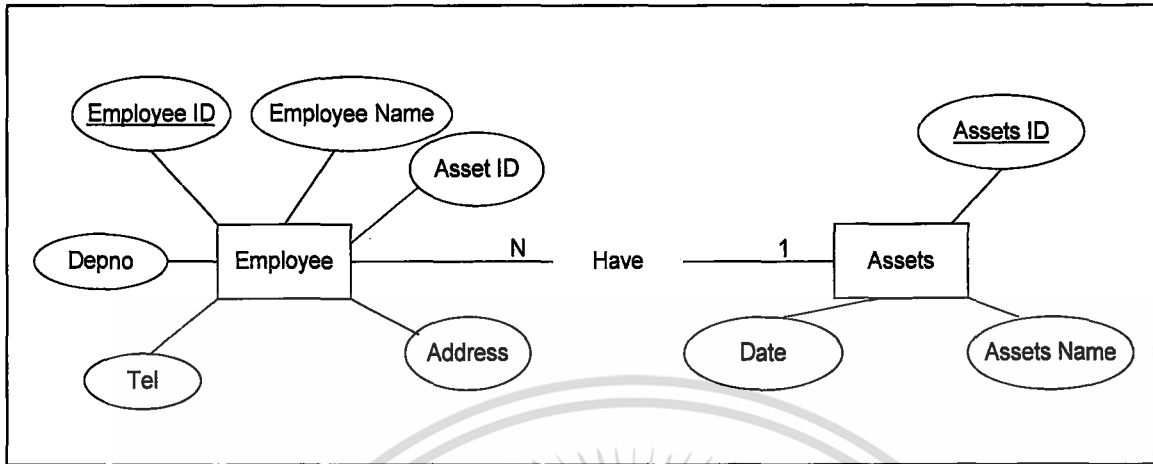 Employee ID
Employee Name
Asset ID
Assets ID
Depno
Employee
N
Have
1
Assets
Tel
Address
Date
Assets Name